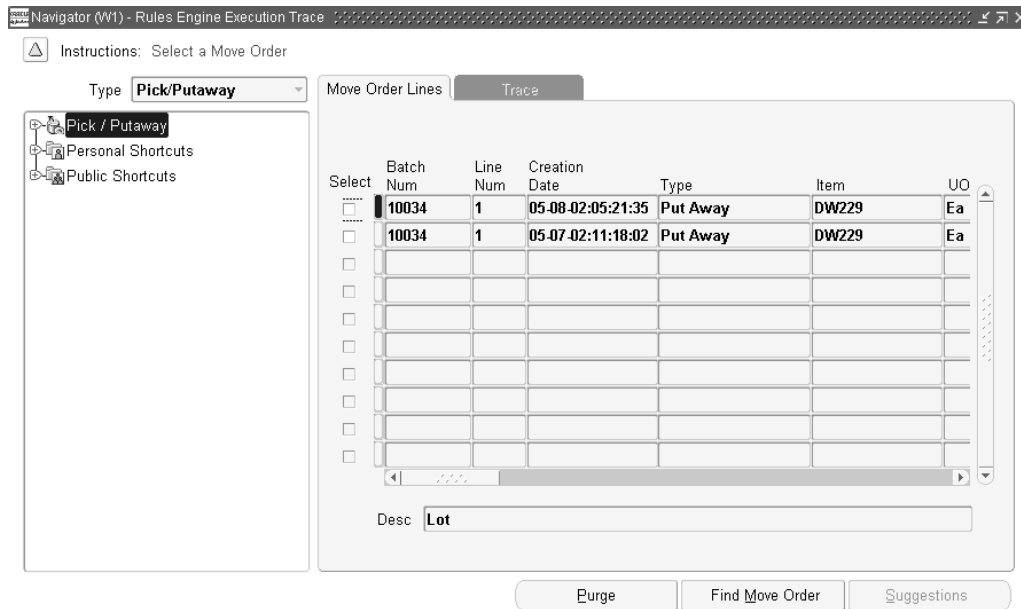 Navigator (W1) - Rules Engine Execution Trace
Instructions: Select a Move Order
Type Pick/Putaway
Move Order Lines Trace
Pick / Putaway
Personal Shortcuts
Public Shortcuts
Select Batch Num Line Num Creation Date Type Item UO
10034 1 05-08-02:05:21:35 Put Away DW229 Ea
10034 1 05-07-02:11:18:02 Put Away DW229 Ea
Desc Lot
Purge Find Move Order Suggestions